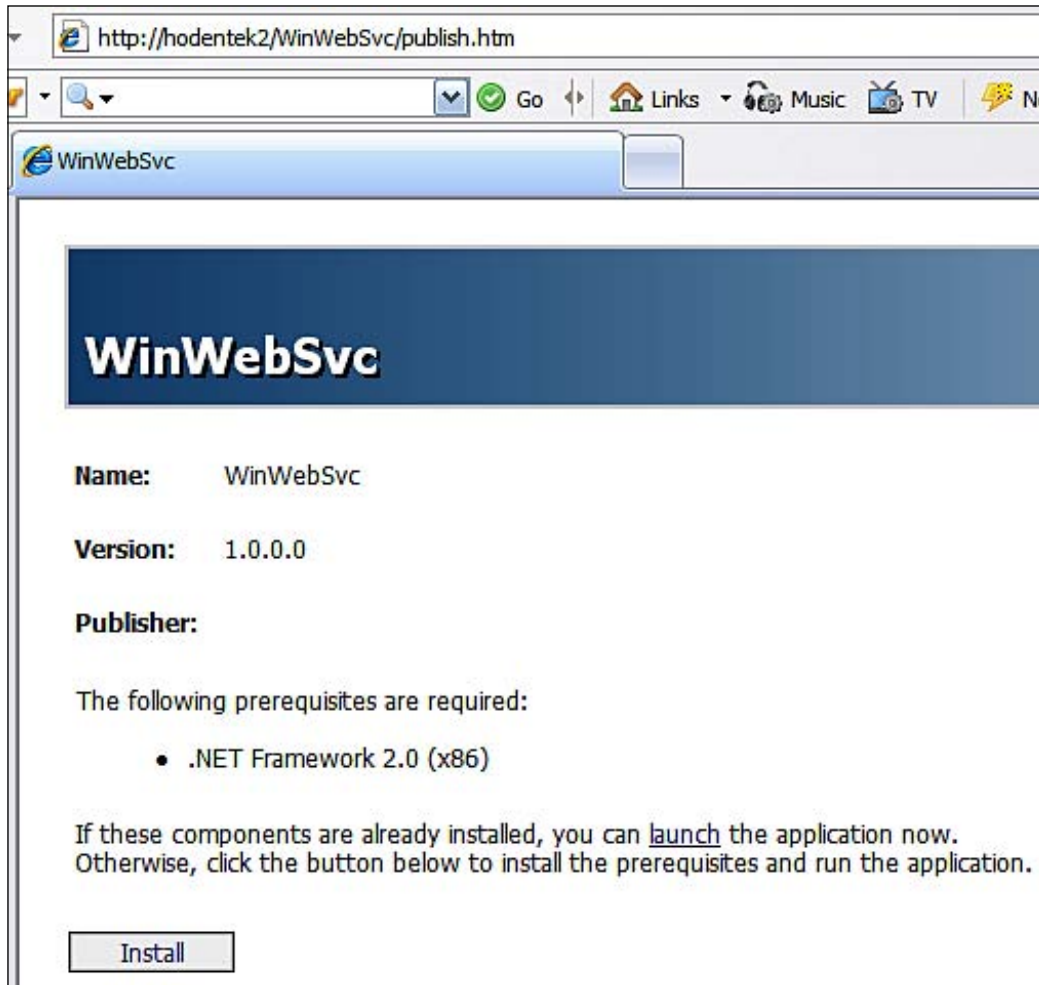 http://hodentek2/WinWebSvc/publish.htm
Go Links Music TV
WinWebSvc
WinWebSvc
Name: WinWebSvc
Version: 1.0.0.0
Publisher:
The following prerequisites are required:
• .NET Framework 2.0 (x86)
If these components are already installed, you can launch the application now.
Otherwise, click the button below to install the prerequisites and run the application.
Install